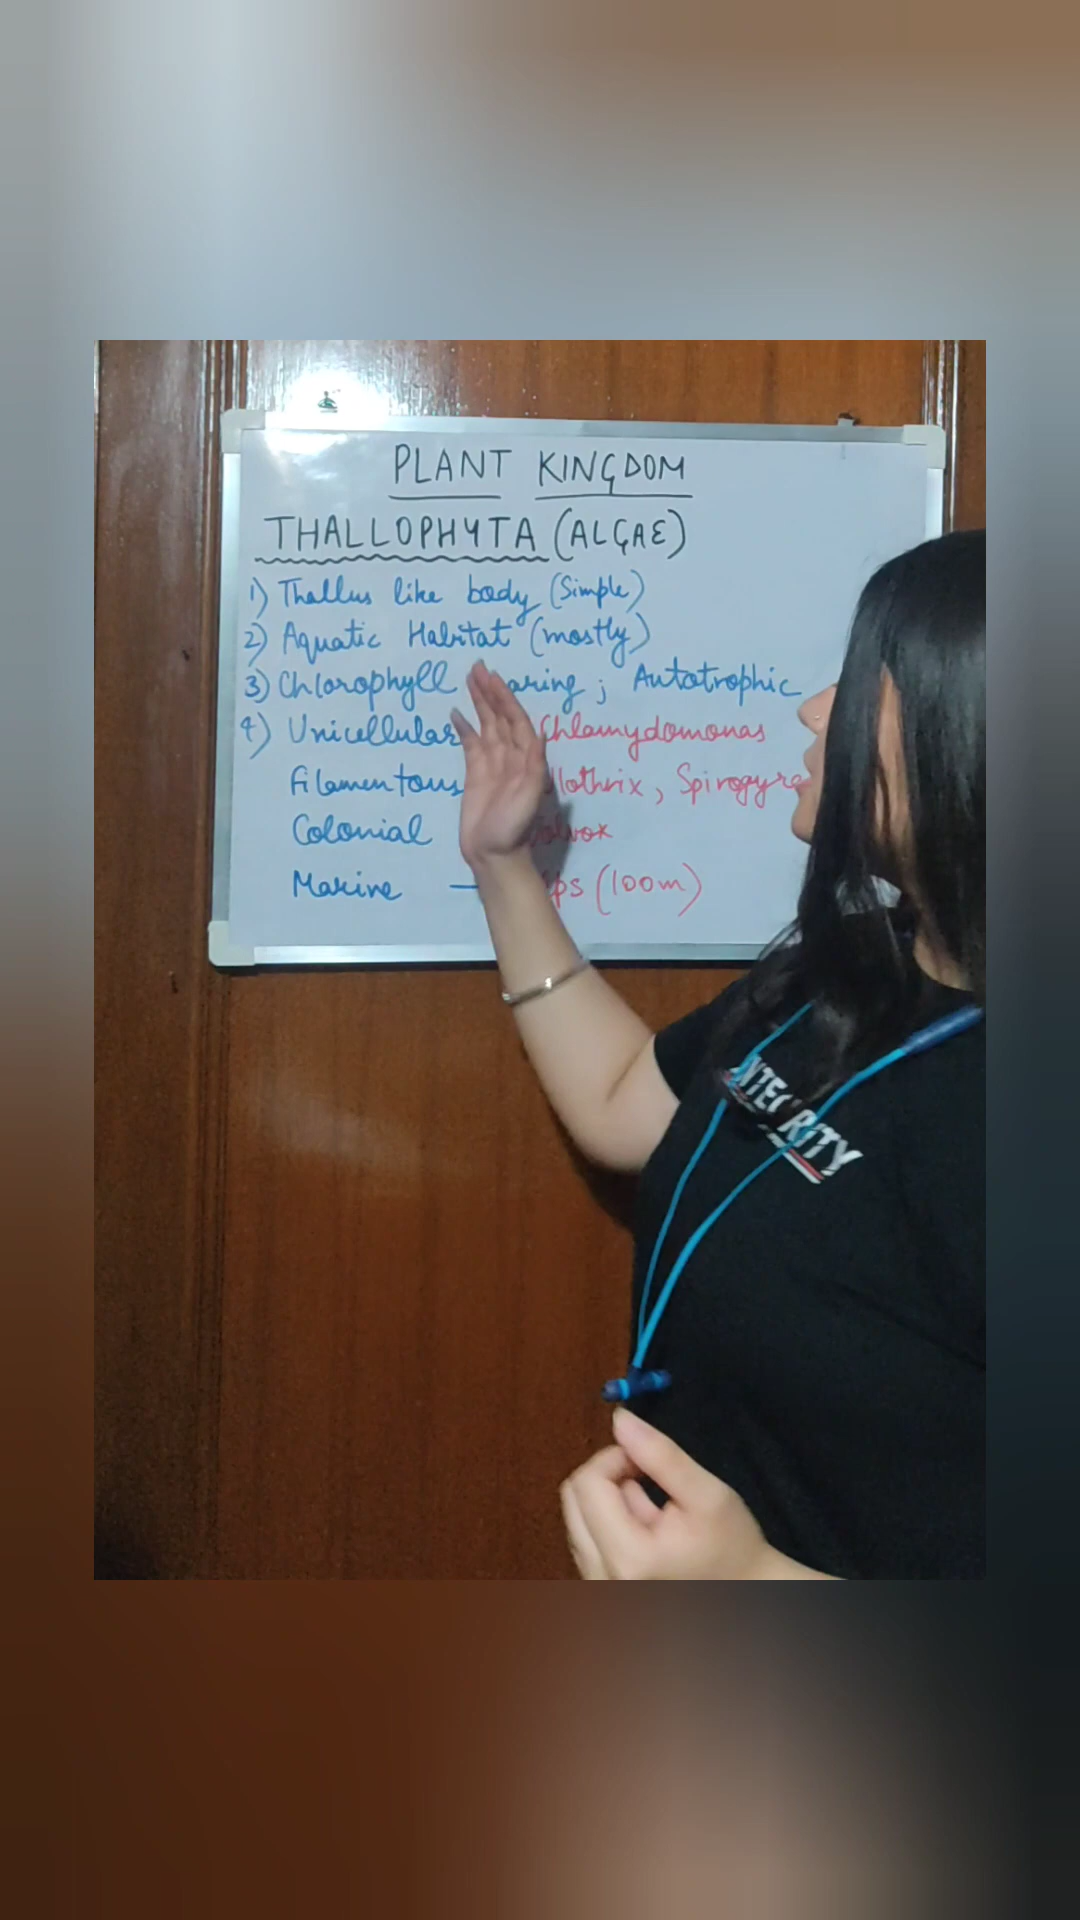 PLANT KINGDOM
THALLOPHYTA (ALGAE)
1) Thallus like body (Simple)
2) Aquatic Habitat (mostly)
3) Chlorophyll ; Autotrophic
4) Unicellular Chlamydomonas
Filamentous , Spirogyra
Colonial
Marine — (100m)
INTEGRITY